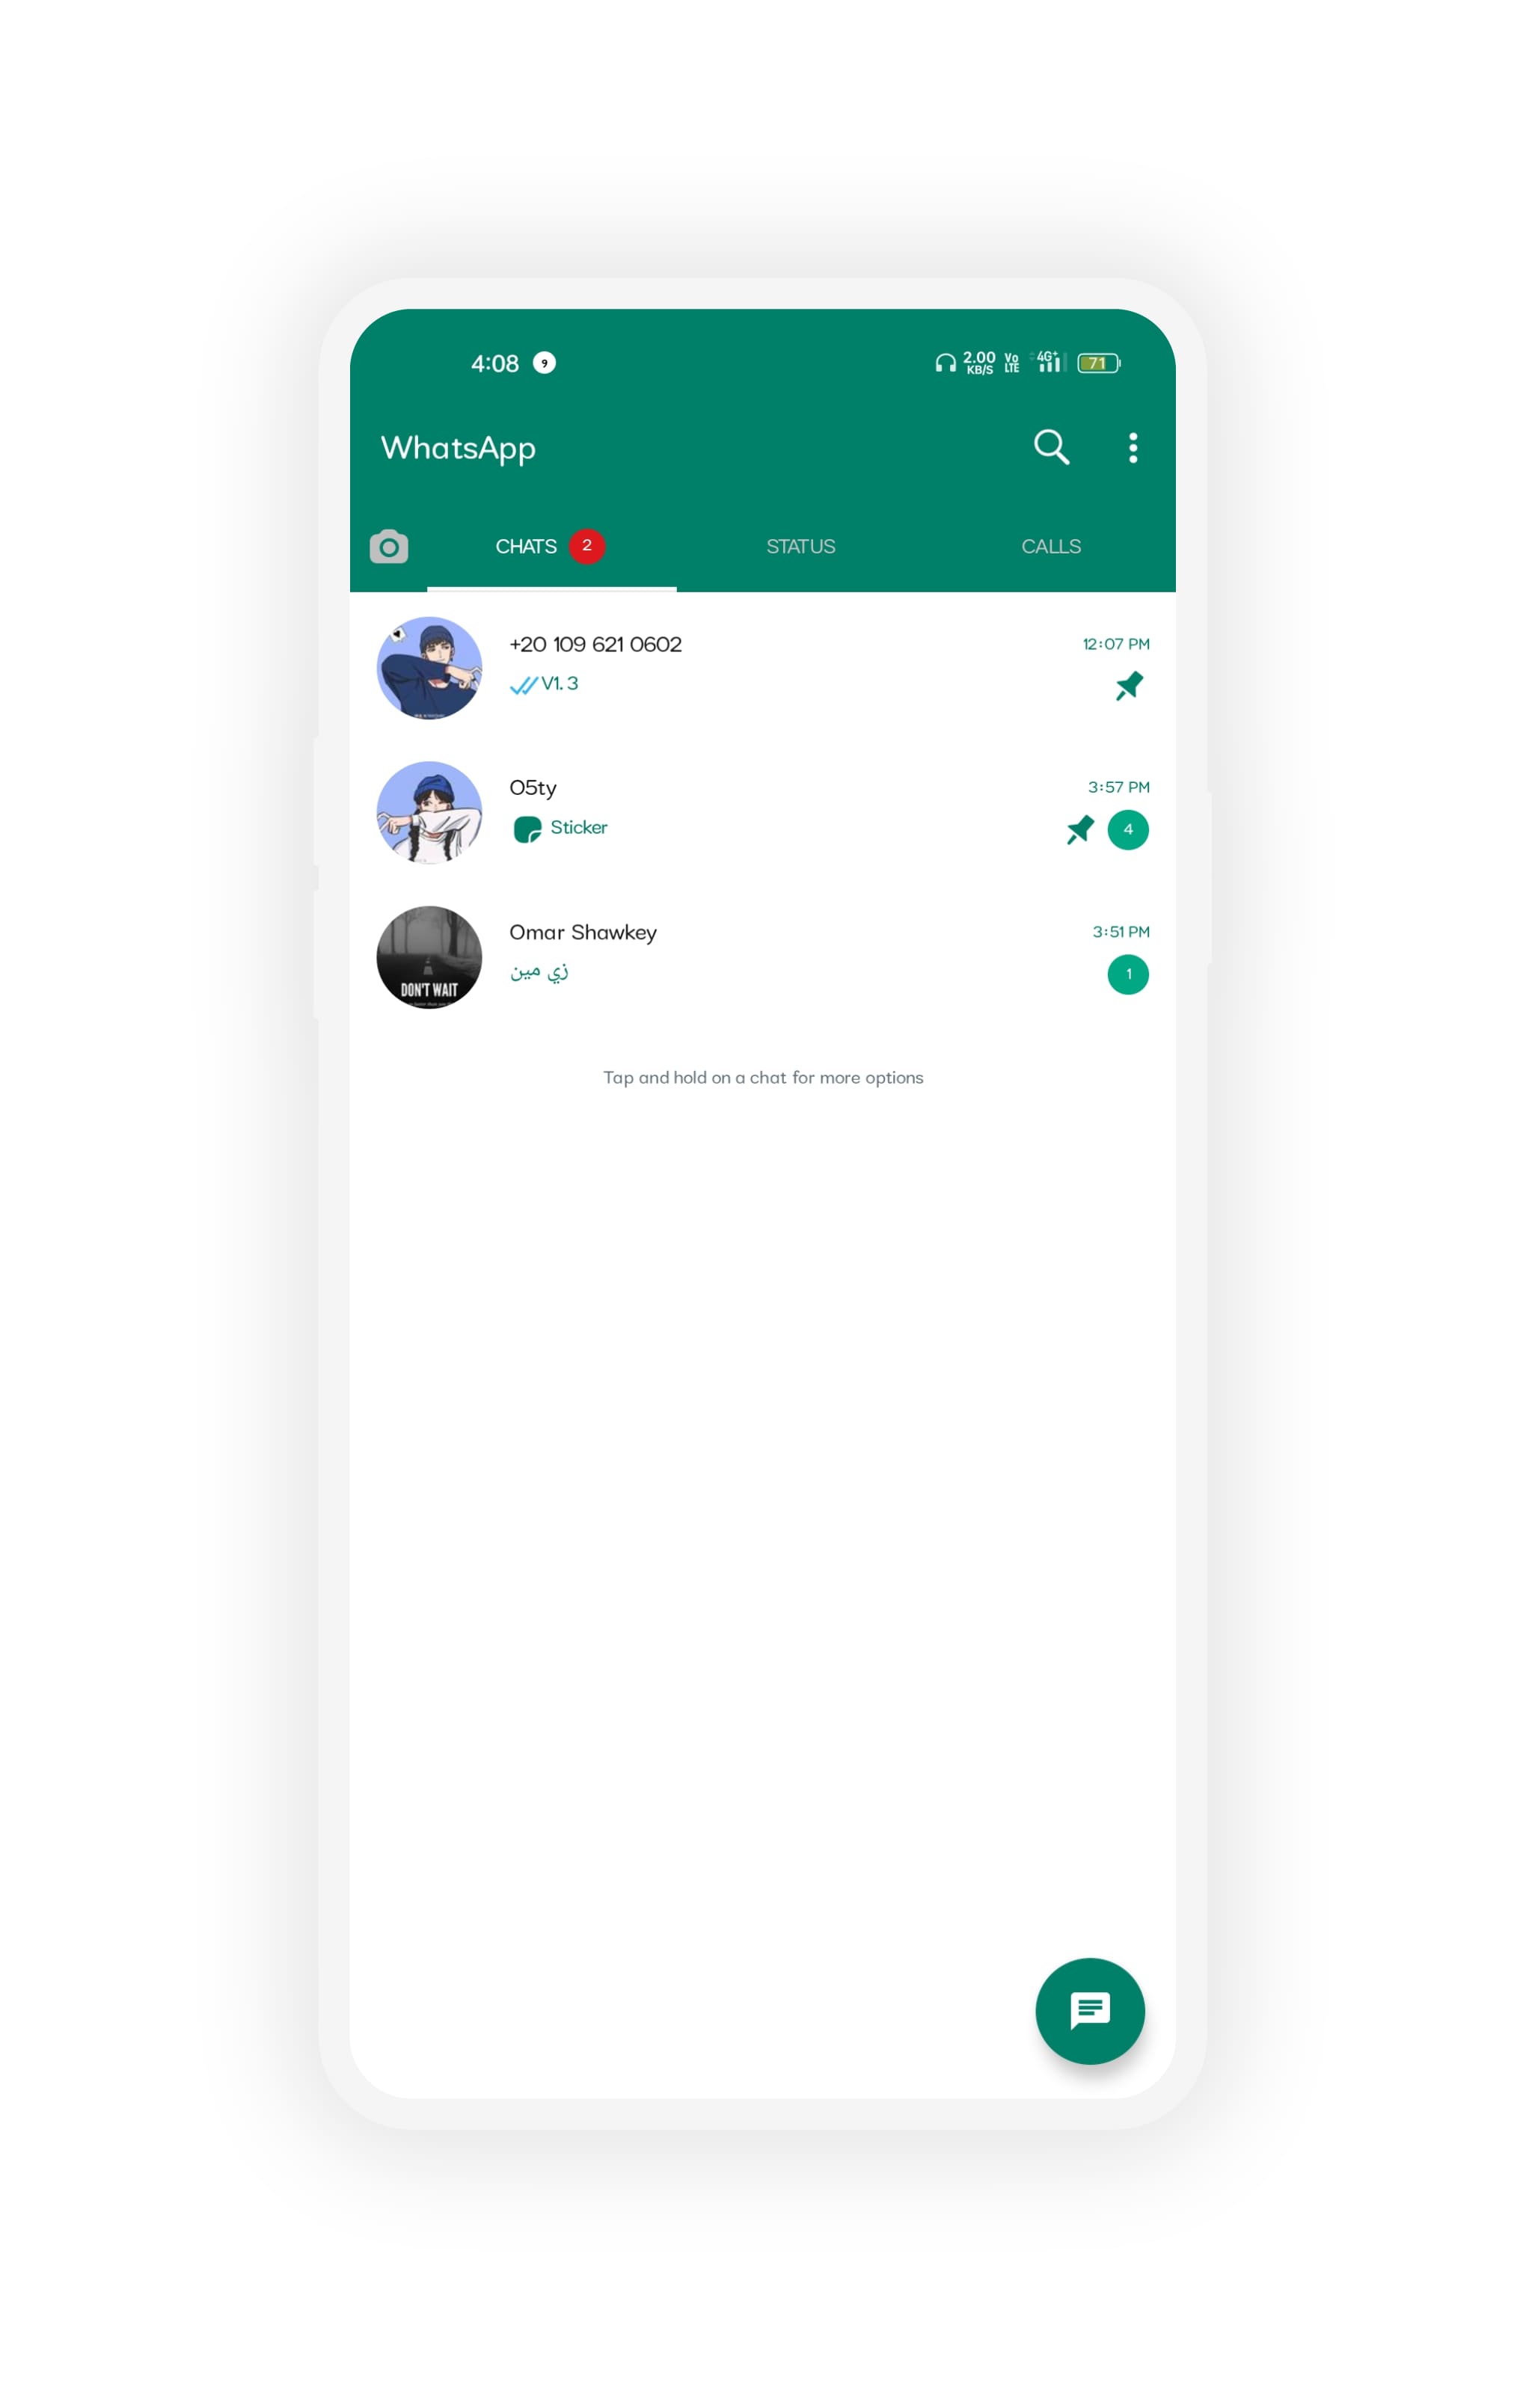 4:08 9 2.00 KB/S Vo LTE 4G+ 71
WhatsApp
CHATS 2 STATUS CALLS
+20 109 621 0602 12:07 PM
V1. 3
O5ty 3:57 PM
Sticker 4
Omar Shawkey 3:51 PM
زي مين 1
DON'T WAIT
Tap and hold on a chat for more options